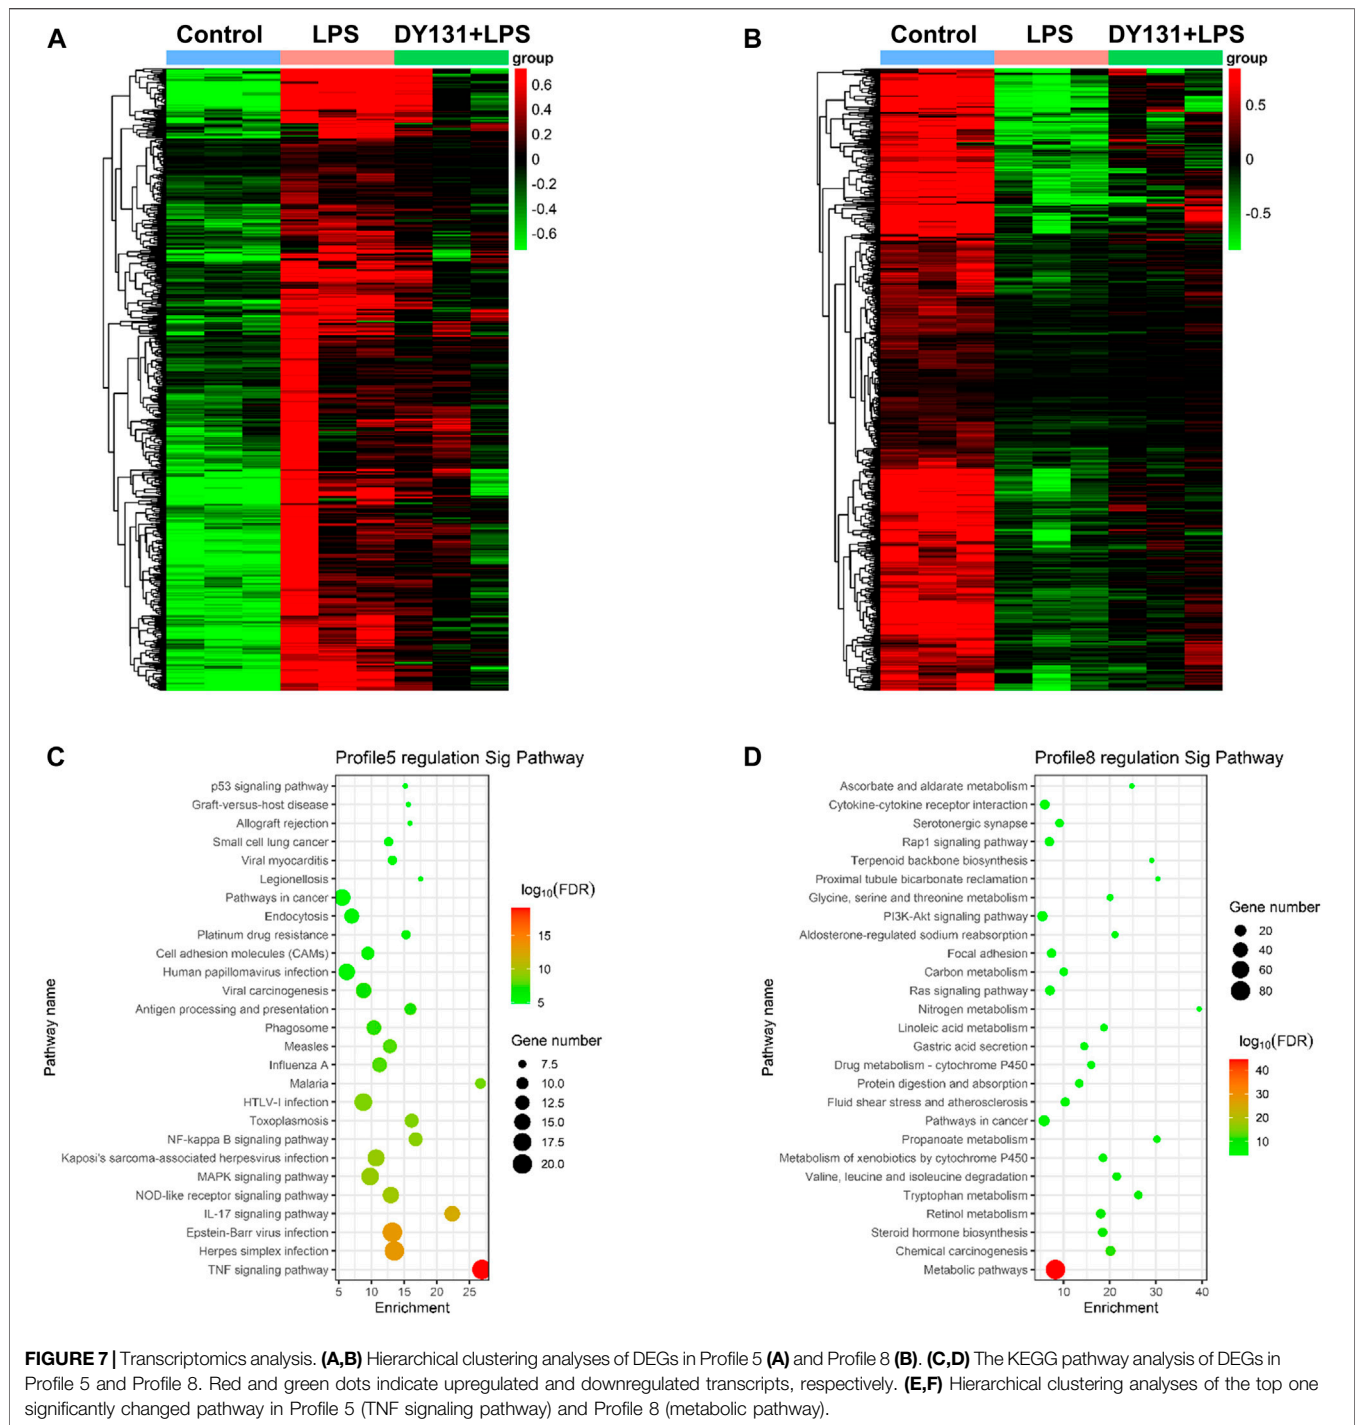 A
Control LPS DY131+LPS
group
0.6
0.4
0.2
0
-0.2
-0.4
-0.6
B
Control LPS DY131+LPS
group
0.5
0
-0.5
C
Profile5 regulation Sig Pathway
Pathway name
p53 signaling pathway
Graft-versus-host disease
Allograft rejection
Small cell lung cancer
Viral myocarditis
Legionellosis
Pathways in cancer
Endocytosis
Platinum drug resistance
Cell adhesion molecules (CAMs)
Human papillomavirus infection
Viral carcinogenesis
Antigen processing and presentation
Phagosome
Measles
Influenza A
Malaria
HTLV-I infection
Toxoplasmosis
NF-kappa B signaling pathway
Kaposi's sarcoma-associated herpesvirus infection
MAPK signaling pathway
NOD-like receptor signaling pathway
IL-17 signaling pathway
Epstein-Barr virus infection
Herpes simplex infection
TNF signaling pathway
5 10 15 20 25
Enrichment
log10(FDR)
15
10
5
Gene number
7.5
10.0
12.5
15.0
17.5
20.0
D
Profile8 regulation Sig Pathway
Pathway name
Ascorbate and aldarate metabolism
Cytokine-cytokine receptor interaction
Serotonergic synapse
Rap1 signaling pathway
Terpenoid backbone biosynthesis
Proximal tubule bicarbonate reclamation
Glycine, serine and threonine metabolism
PI3K-Akt signaling pathway
Aldosterone-regulated sodium reabsorption
Focal adhesion
Carbon metabolism
Ras signaling pathway
Nitrogen metabolism
Linoleic acid metabolism
Gastric acid secretion
Drug metabolism - cytochrome P450
Protein digestion and absorption
Fluid shear stress and atherosclerosis
Pathways in cancer
Propanoate metabolism
Metabolism of xenobiotics by cytochrome P450
Valine, leucine and isoleucine degradation
Tryptophan metabolism
Retinol metabolism
Steroid hormone biosynthesis
Chemical carcinogenesis
Metabolic pathways
10 20 30 40
Enrichment
Gene number
20
40
60
80
log10(FDR)
40
30
20
10
FIGURE 7 | Transcriptomics analysis. (A,B) Hierarchical clustering analyses of DEGs in Profile 5 (A) and Profile 8 (B). (C,D) The KEGG pathway analysis of DEGs in
Profile 5 and Profile 8. Red and green dots indicate upregulated and downregulated transcripts, respectively. (E,F) Hierarchical clustering analyses of the top one
significantly changed pathway in Profile 5 (TNF signaling pathway) and Profile 8 (metabolic pathway).